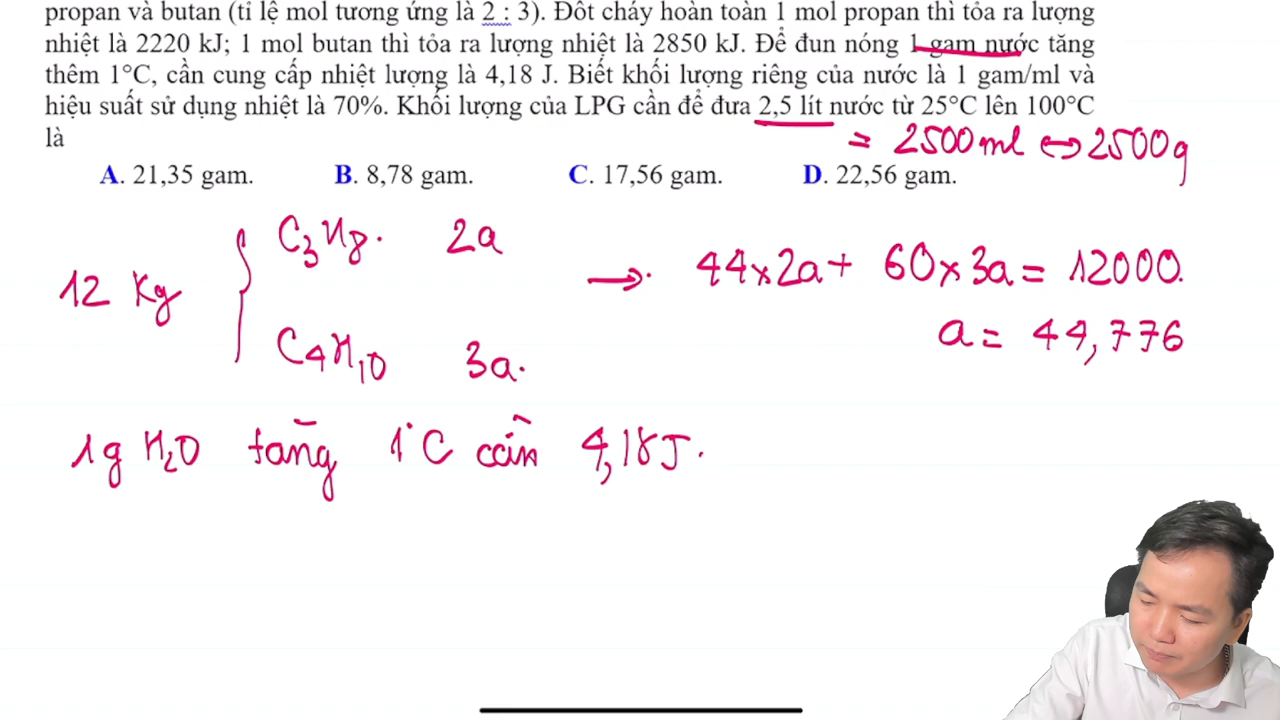 propan và butan (tỉ lệ mol tương ứng là 2 : 3). Đốt cháy hoàn toàn 1 mol propan thì tỏa ra lượng
nhiệt là 2220 kJ; 1 mol butan thì tỏa ra lượng nhiệt là 2850 kJ. Để đun nóng 1 gam nước tăng
thêm 1°C, cần cung cấp nhiệt lượng là 4,18 J. Biết khối lượng riêng của nước là 1 gam/ml và
hiệu suất sử dụng nhiệt là 70%. Khối lượng của LPG cần để đưa 2,5 lít nước từ 25°C lên 100°C
là
= 2500ml ↔ 2500g
A. 21,35 gam. B. 8,78 gam. C. 17,56 gam. D. 22,56 gam.
C3H8. 2a
→ 44×2a + 60×3a = 12000.
12 Kg
a = 44,776
C4H10 3a.
1g H2O tăng 1°C cần 4,18J.